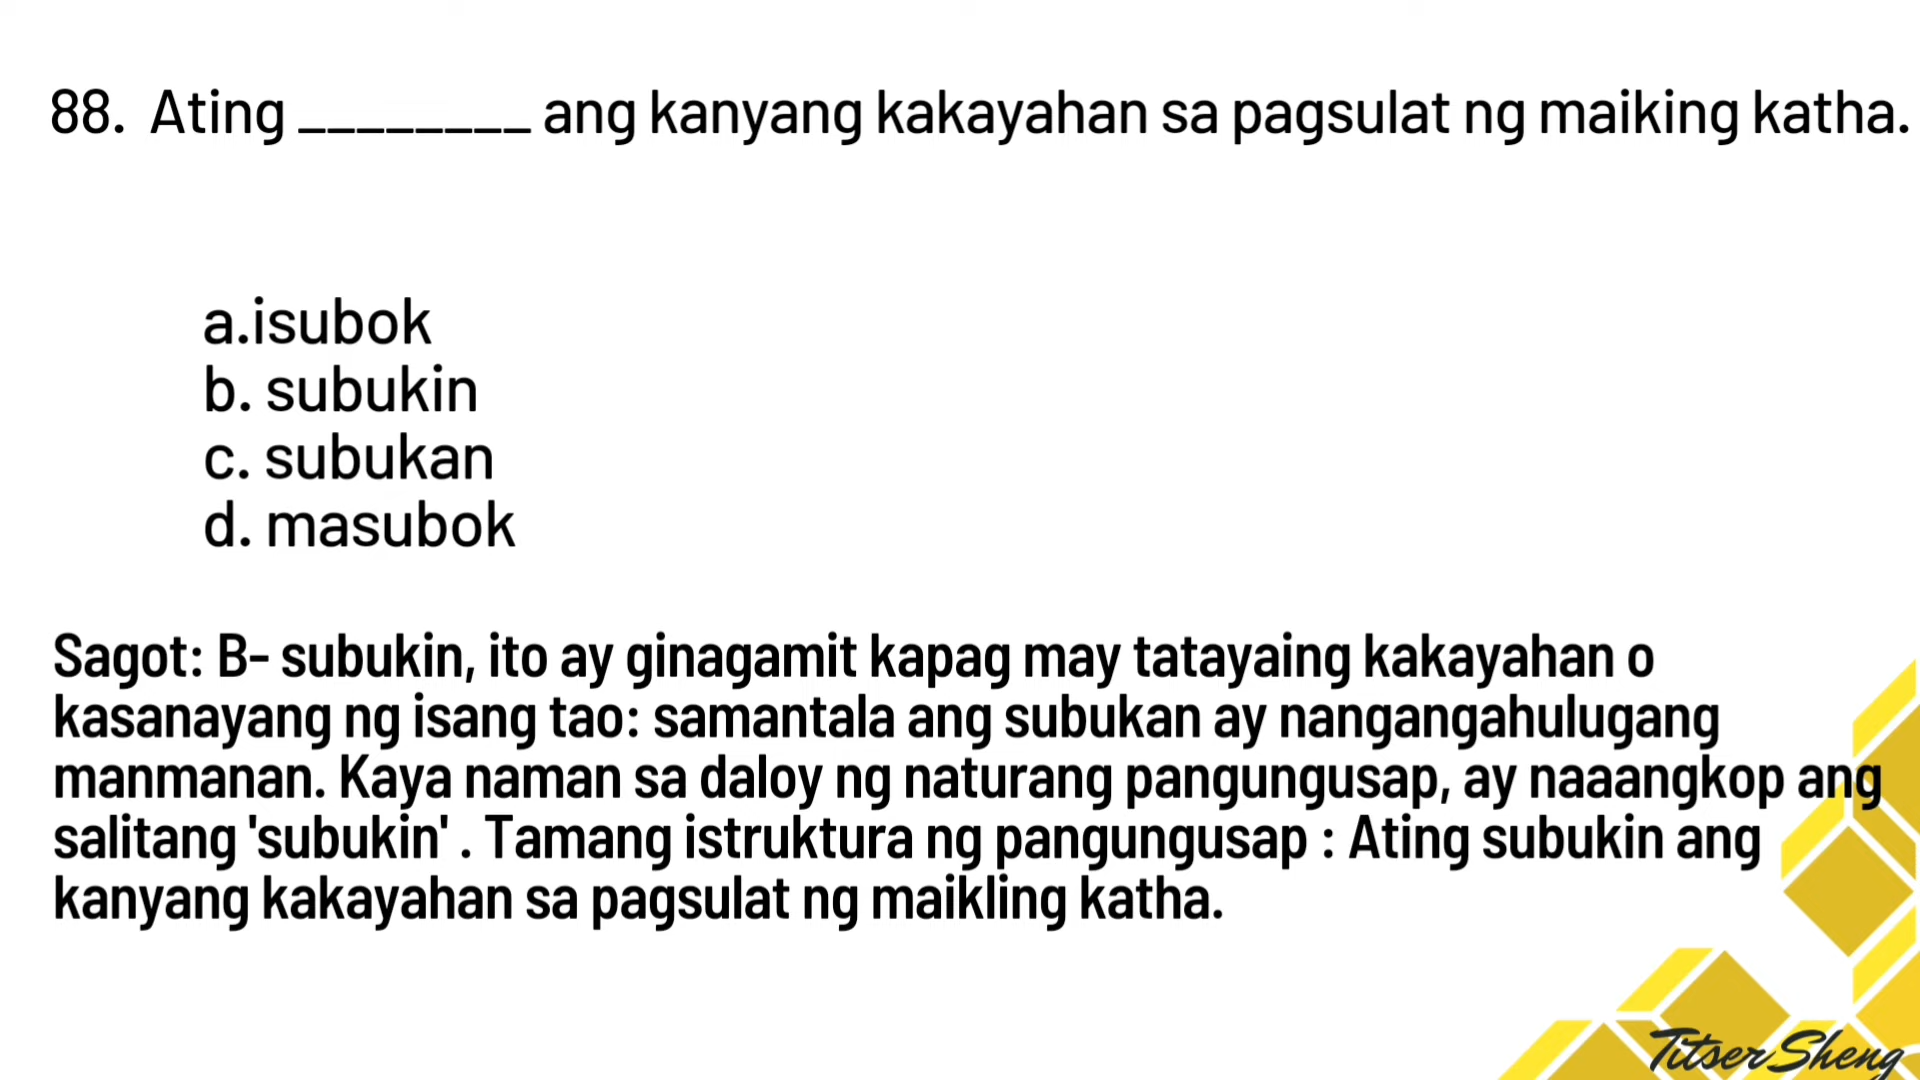 88. Ating ________ ang kanyang kakayahan sa pagsulat ng maiking katha.
a.isubok
b. subukin
c. subukan
d. masubok
Sagot: B- subukin, ito ay ginagamit kapag may tatayaing kakayahan o
kasanayang ng isang tao: samantala ang subukan ay nangangahulugang
manmanan. Kaya naman sa daloy ng naturang pangungusap, ay naaangkop ang
salitang 'subukin' . Tamang istruktura ng pangungusap : Ating subukin ang
kanyang kakayahan sa pagsulat ng maikling katha.
Titser Sheng